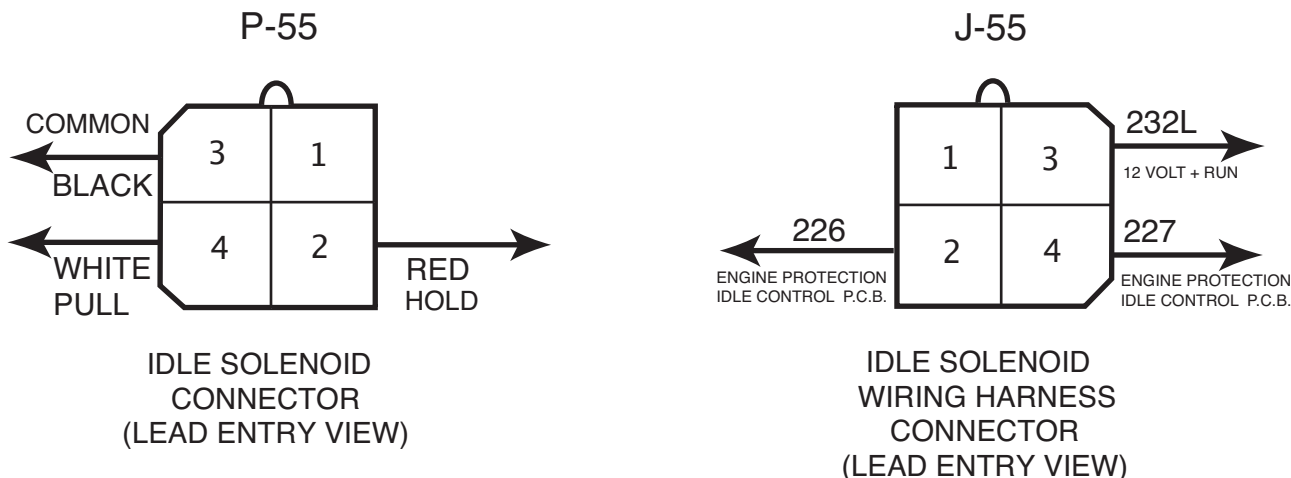 P-55
COMMON
BLACK
WHITE
PULL
3
1
4
2
RED
HOLD
IDLE SOLENOID
CONNECTOR
(LEAD ENTRY VIEW)
J-55
1
3
2
4
232L
12 VOLT + RUN
226
ENGINE PROTECTION
IDLE CONTROL P.C.B.
227
ENGINE PROTECTION
IDLE CONTROL P.C.B.
IDLE SOLENOID
WIRING HARNESS
CONNECTOR
(LEAD ENTRY VIEW)